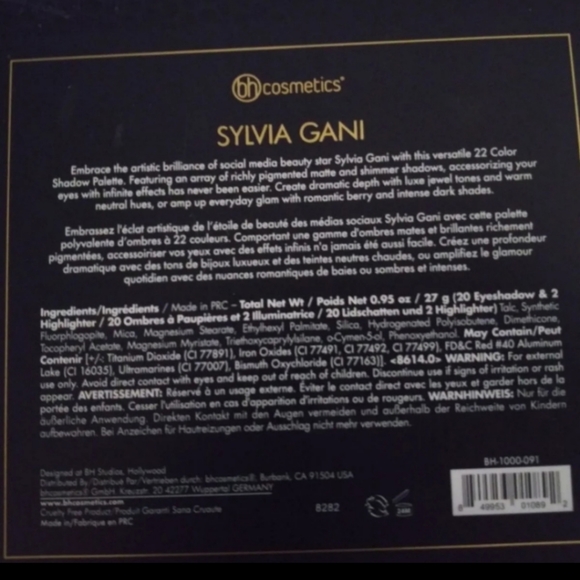 bhcosmetics®
SYLVIA GANI
Embrace the artistic brilliance of social media beauty star Sylvia Gani with this versatile 22 Color
Shadow Palette. Featuring an array of richly pigmented matte and shimmer shadows, accessorizing your
eyes with infinite effects has never been easier. Create dramatic depth with luxe jewel tones and warm
neutral hues, or amp up everyday glam with romantic berry and intense dark shades.
Embrassez l'éclat artistique de l'étoile de beauté des médias sociaux Sylvia Gani avec cette palette
polyvalente d'ombres à 22 couleurs. Comportant une gamme d'ombres mates et brillantes richement
pigmentées, accessoiriser vos yeux avec des effets infinis n'a jamais été aussi facile. Créez une profondeur
dramatique avec des tons de bijoux luxueux et des teintes neutres chaudes, ou amplifiez le glamour
quotidien avec des nuances romantiques de baies ou sombres et intenses.
Ingredients/Ingrédients / Made in PRC – Total Net Wt / Poids Net 0.95 oz / 27 g (20 Eyeshadow & 2
Highlighter / 20 Ombres à Paupières et 2 Illuminatrice / 20 Lidschatten und 2 Highlighter) Talc, Synthetic
Fluorphlogopite, Mica, Magnesium Stearate, Ethylhexyl Palmitate, Silica, Hydrogenated Polyisobutene, Dimethicone,
Tocopheryl Acetate, Magnesium Myristate, Triethoxycaprylylsilane, o-Cymen-5-ol, Phenoxyethanol. May Contain/Peut
Contenir [+/-: Titanium Dioxide (CI 77891), Iron Oxides (CI 77491, CI 77492, CI 77499), FD&C Red #40 Aluminum
Lake (CI 16035), Ultramarines (CI 77007), Bismuth Oxychloride (CI 77163)]. <8614.0> WARNING: For external
use only. Avoid direct contact with eyes and keep out of reach of children. Discontinue use if signs of irritation or rash
appear. AVERTISSEMENT: Réservé à un usage externe. Éviter le contact direct avec les yeux et garder hors de la
portée des enfants. Cesser l'utilisation en cas d'apparition d'irritations ou de rougeurs. WARNHINWEIS: Nur für die
äußerliche Anwendung. Direkten Kontakt mit den Augen vermeiden und außerhalb der Reichweite von Kindern
aufbewahren. Bei Anzeichen für Hautreizungen oder Ausschlag nicht mehr verwenden.
Designed at BH Studios, Hollywood
Distributed By/Distribué Par/Vertrieben durch: bhcosmetics®, Burbank, CA 91504 USA
bhcosmetics® GmbH, Kreuzstr. 20 42277 Wuppertal GERMANY
www.bhcosmetics.com
Cruelty Free Product/Produit Garanti Sans Cruauté
Made in/Fabriqué en PRC
8282
24M
BH-1000-091
8 49953 01089 2